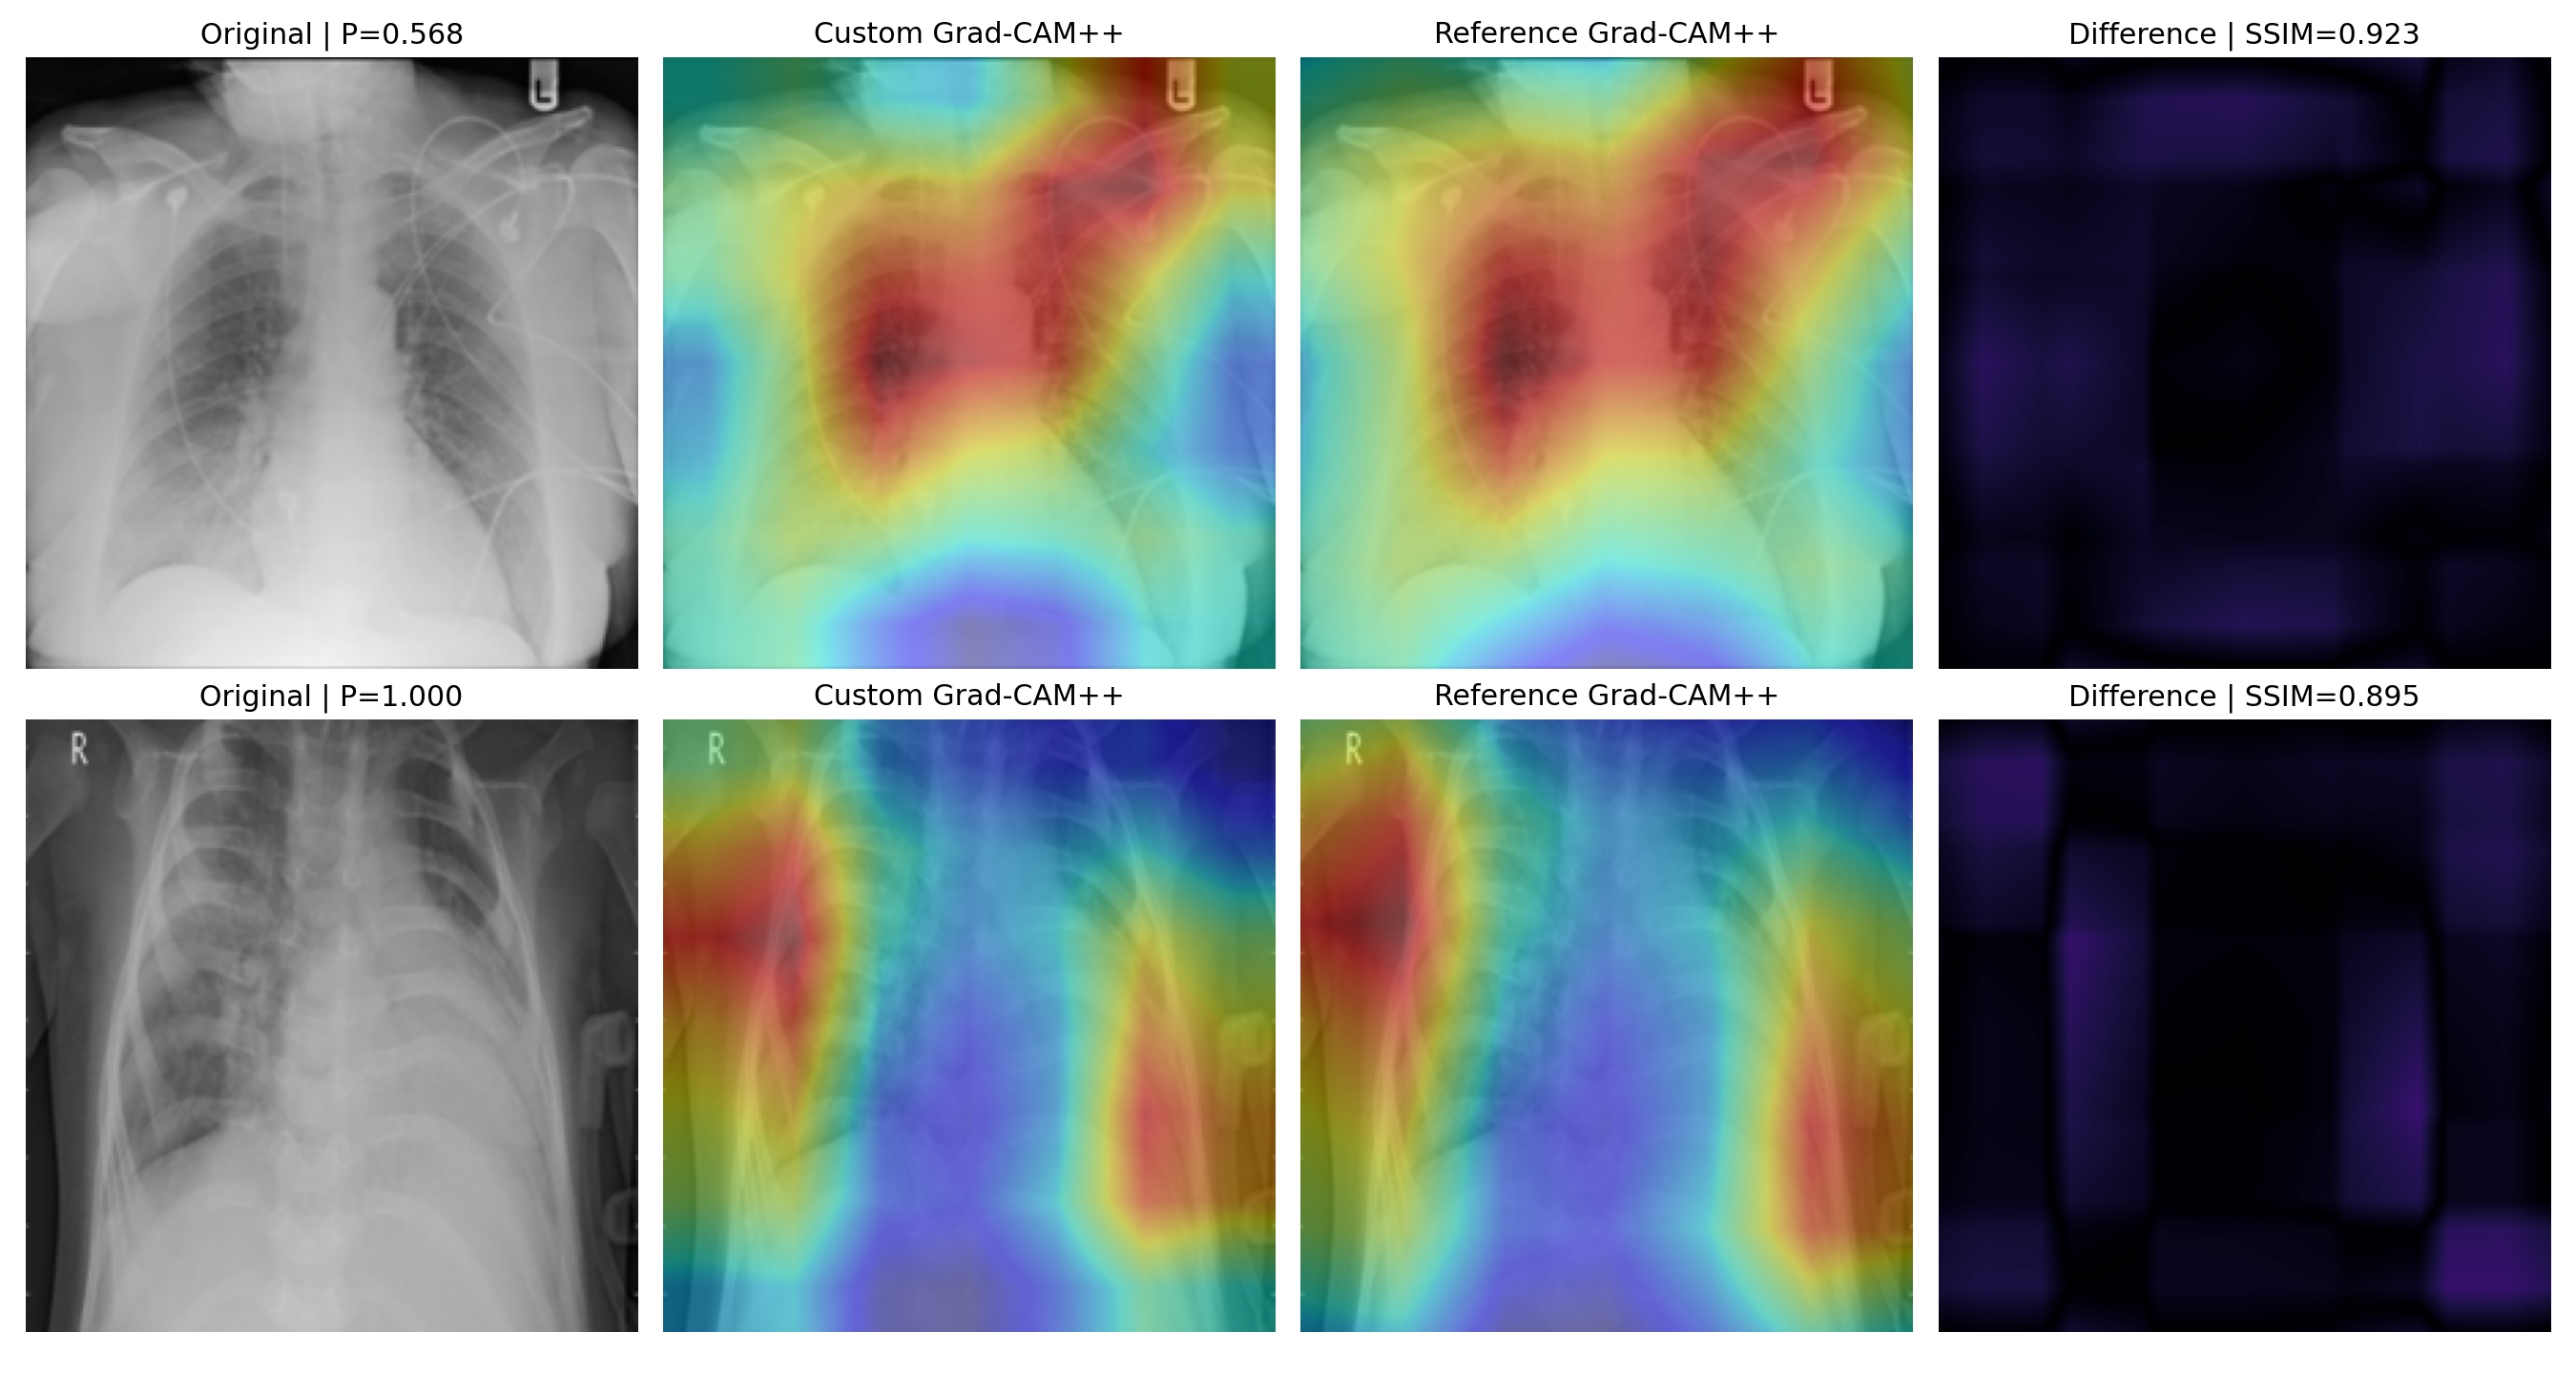 Original | P=0.568
Custom Grad-CAM++
Reference Grad-CAM++
Difference | SSIM=0.923
L
L
L
Original | P=1.000
Custom Grad-CAM++
Reference Grad-CAM++
Difference | SSIM=0.895
R
R
R